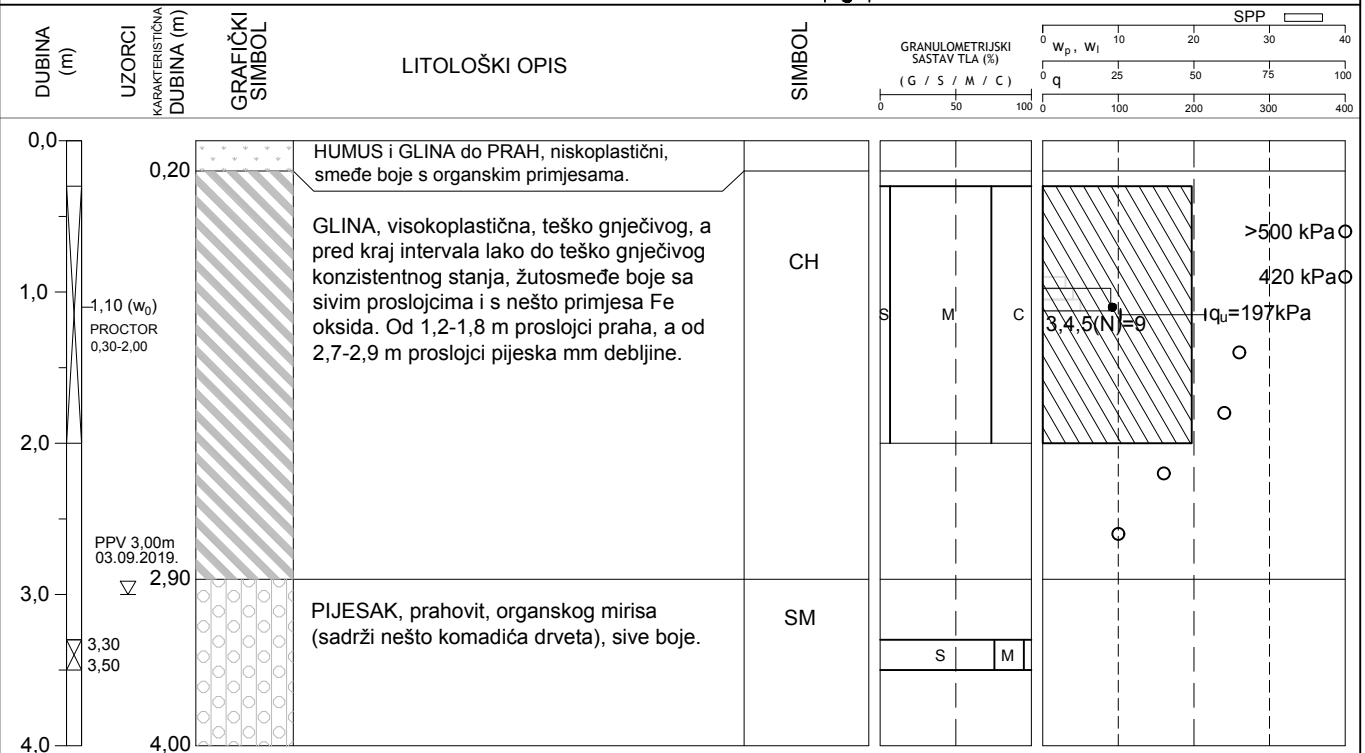 DUBINA
(m)
UZORCI
KARAKTERISTIČNA
DUBINA (m)
GRAFIČKI
SIMBOL
LITOLOŠKI OPIS
SIMBOL
GRANULOMETRIJSKI
SASTAV TLA (%)
( G / S / M / C )
0 50 100
SPP
0 10 20 30 40
wp , wl
0 25 50 75 100
q
0 100 200 300 400
0,0
HUMUS i GLINA do PRAH, niskoplastični,
smeđe boje s organskim primjesama.
0,20
GLINA, visokoplastična, teško gnječivog, a
pred kraj intervala lako do teško gnječivog
konzistentnog stanja, žutosmeđe boje sa
sivim proslojcima i s nešto primjesa Fe
oksida. Od 1,2-1,8 m proslojci praha, a od
2,7-2,9 m proslojci pijeska mm debljine.
CH
>500 kPa
420 kPa
1,0
1,10 (w0)
PROCTOR
0,30-2,00
S M C
3,4,5(N)=9
qu=197kPa
2,0
PPV 3,00m
03.09.2019.
2,90
3,0
PIJESAK, prahovit, organskog mirisa
(sadrži nešto komadića drveta), sive boje.
SM
3,30
3,50
S M
4,0
4,00